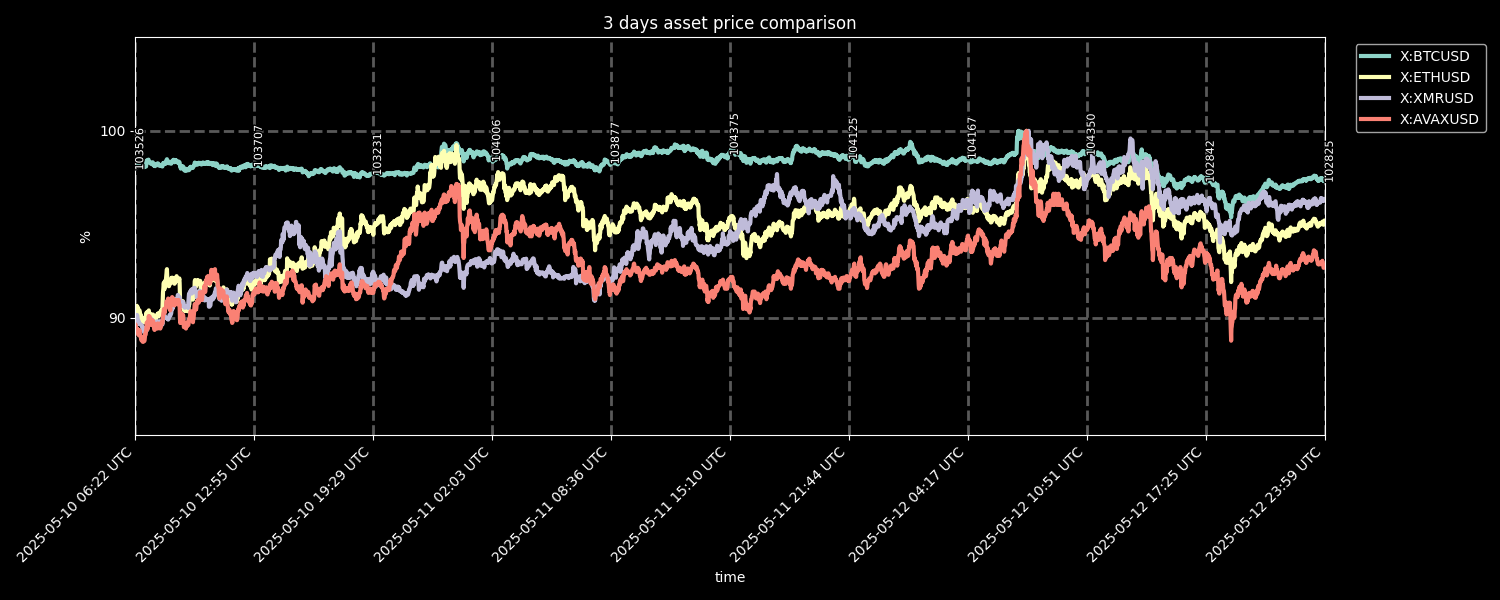 3 days asset price comparison
X:BTCUSD
X:ETHUSD
X:XMRUSD
X:AVAXUSD
%
100
90
103526
103707
103231
104006
103877
104375
104125
104167
104350
102842
102825
2025-05-10 06:22 UTC
2025-05-10 12:55 UTC
2025-05-10 19:29 UTC
2025-05-11 02:03 UTC
2025-05-11 08:36 UTC
2025-05-11 15:10 UTC
2025-05-11 21:44 UTC
2025-05-12 04:17 UTC
2025-05-12 10:51 UTC
2025-05-12 17:25 UTC
2025-05-12 23:59 UTC
time